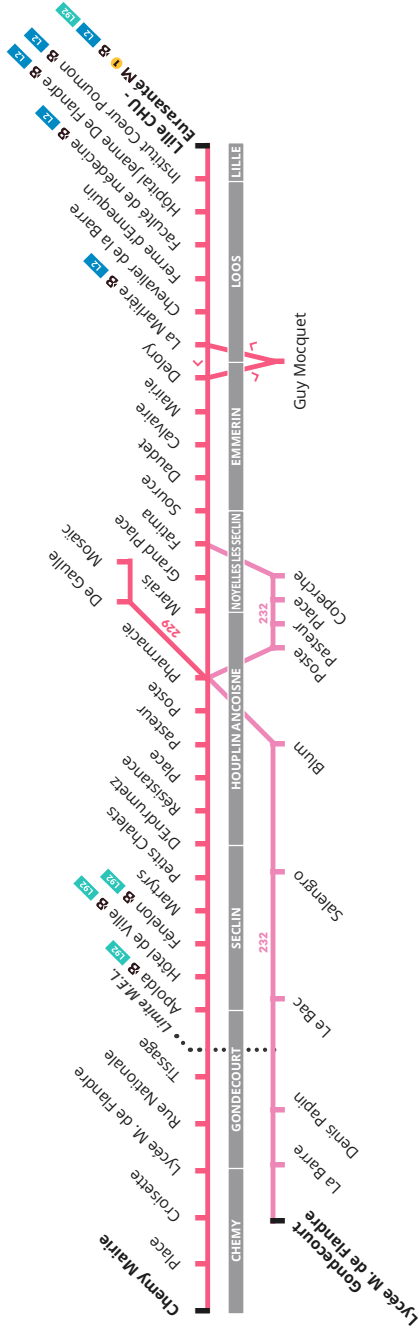 L92
L2
1 M
Lille CHU -
Eurasanté
L2
Institut Coeur Poumon
L2
Hôpital Jeanne De Flandre
L2
Faculté de médecine
Ferme d'Ennequin
Chevalier de la Barre
L2
La Marlière
Delory
Mairie
Calvaire
Daudet
Source
Fatima
Grand Place
Marais
Mosaïc
De Gaulle
229
Pharmacie
Poste
Pasteur
Place
Résistance
D'Endrumetz
Petits Chalets
Martyrs
L92
Fénelon
L92
Hôtel de Ville
L92
Apolda
Limite M.E.L
Tissage
Rue Nationale
Lycée M. de Flandre
Croisette
Place
Chemy Mairie
LILLE
LOOS
EMMERIN
NOYELLES LES SECLIN
HOUPLIN ANCOISNE
SECLIN
GONDECOURT
CHEMY
Guy Mocquet
232
Coperche
Place
Pasteur
Poste
Blum
Salengro
232
Le Bac
Denis Papin
La Barre
Gondecourt
Lycée M. de Flandre